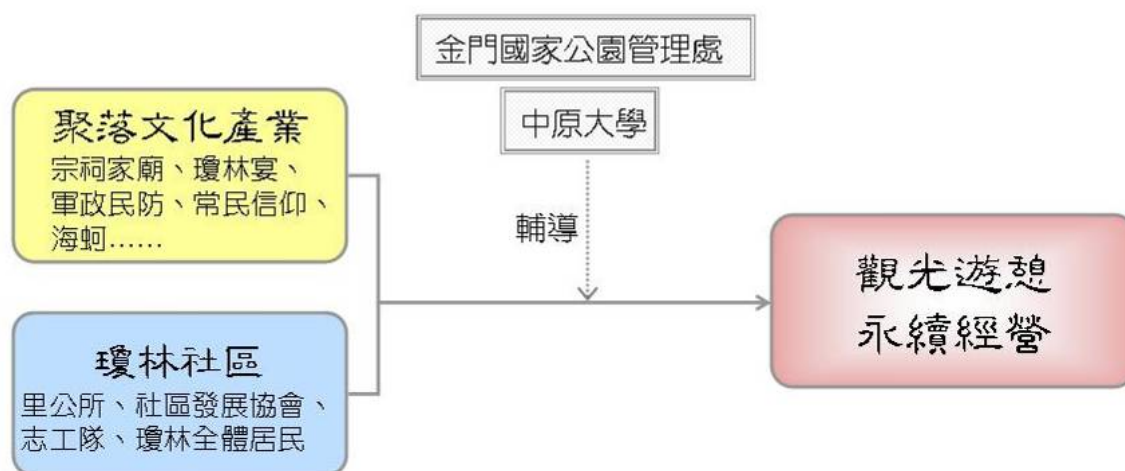 金門國家公園管理處
中原大學
聚落文化產業
宗祠家廟、瓊林宴、
軍政民防、常民信仰、
海蚵……
輔導
觀光遊憩
永續經營
瓊林社區
里公所、社區發展協會、
志工隊、瓊林全體居民